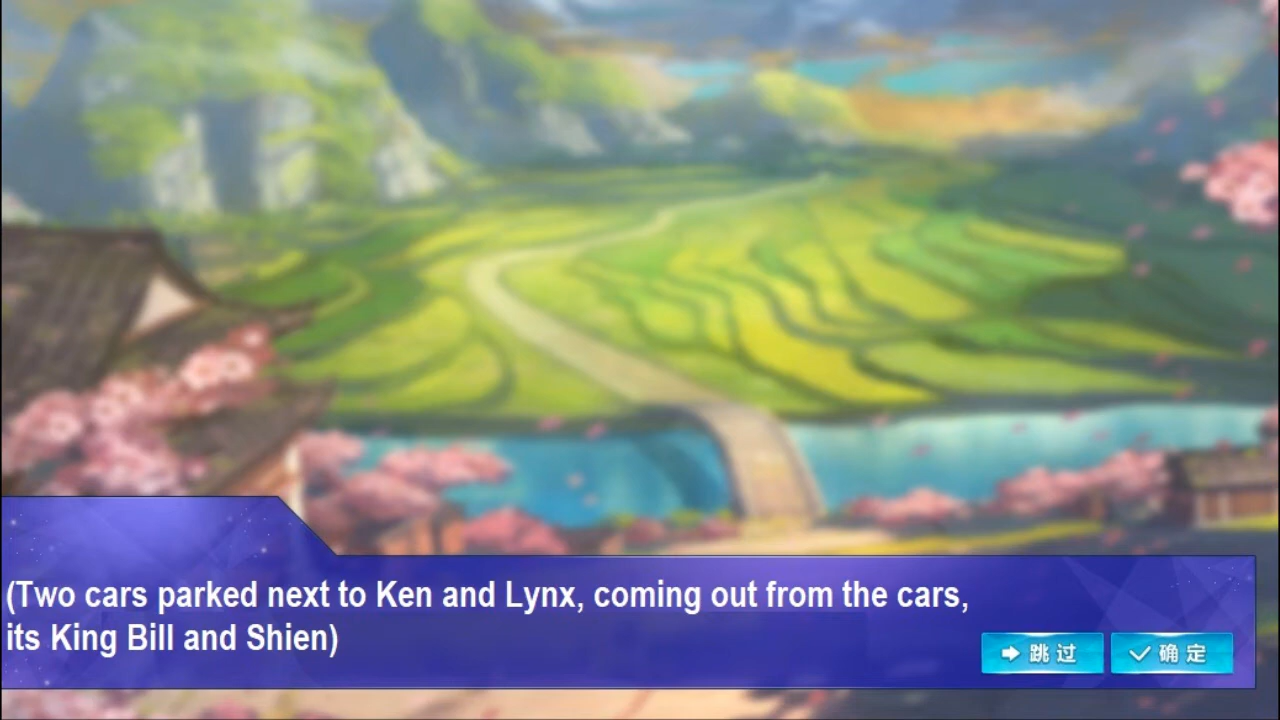 (Two cars parked next to Ken and Lynx, coming out from the cars,
its King Bill and Shien)
跳过
确定